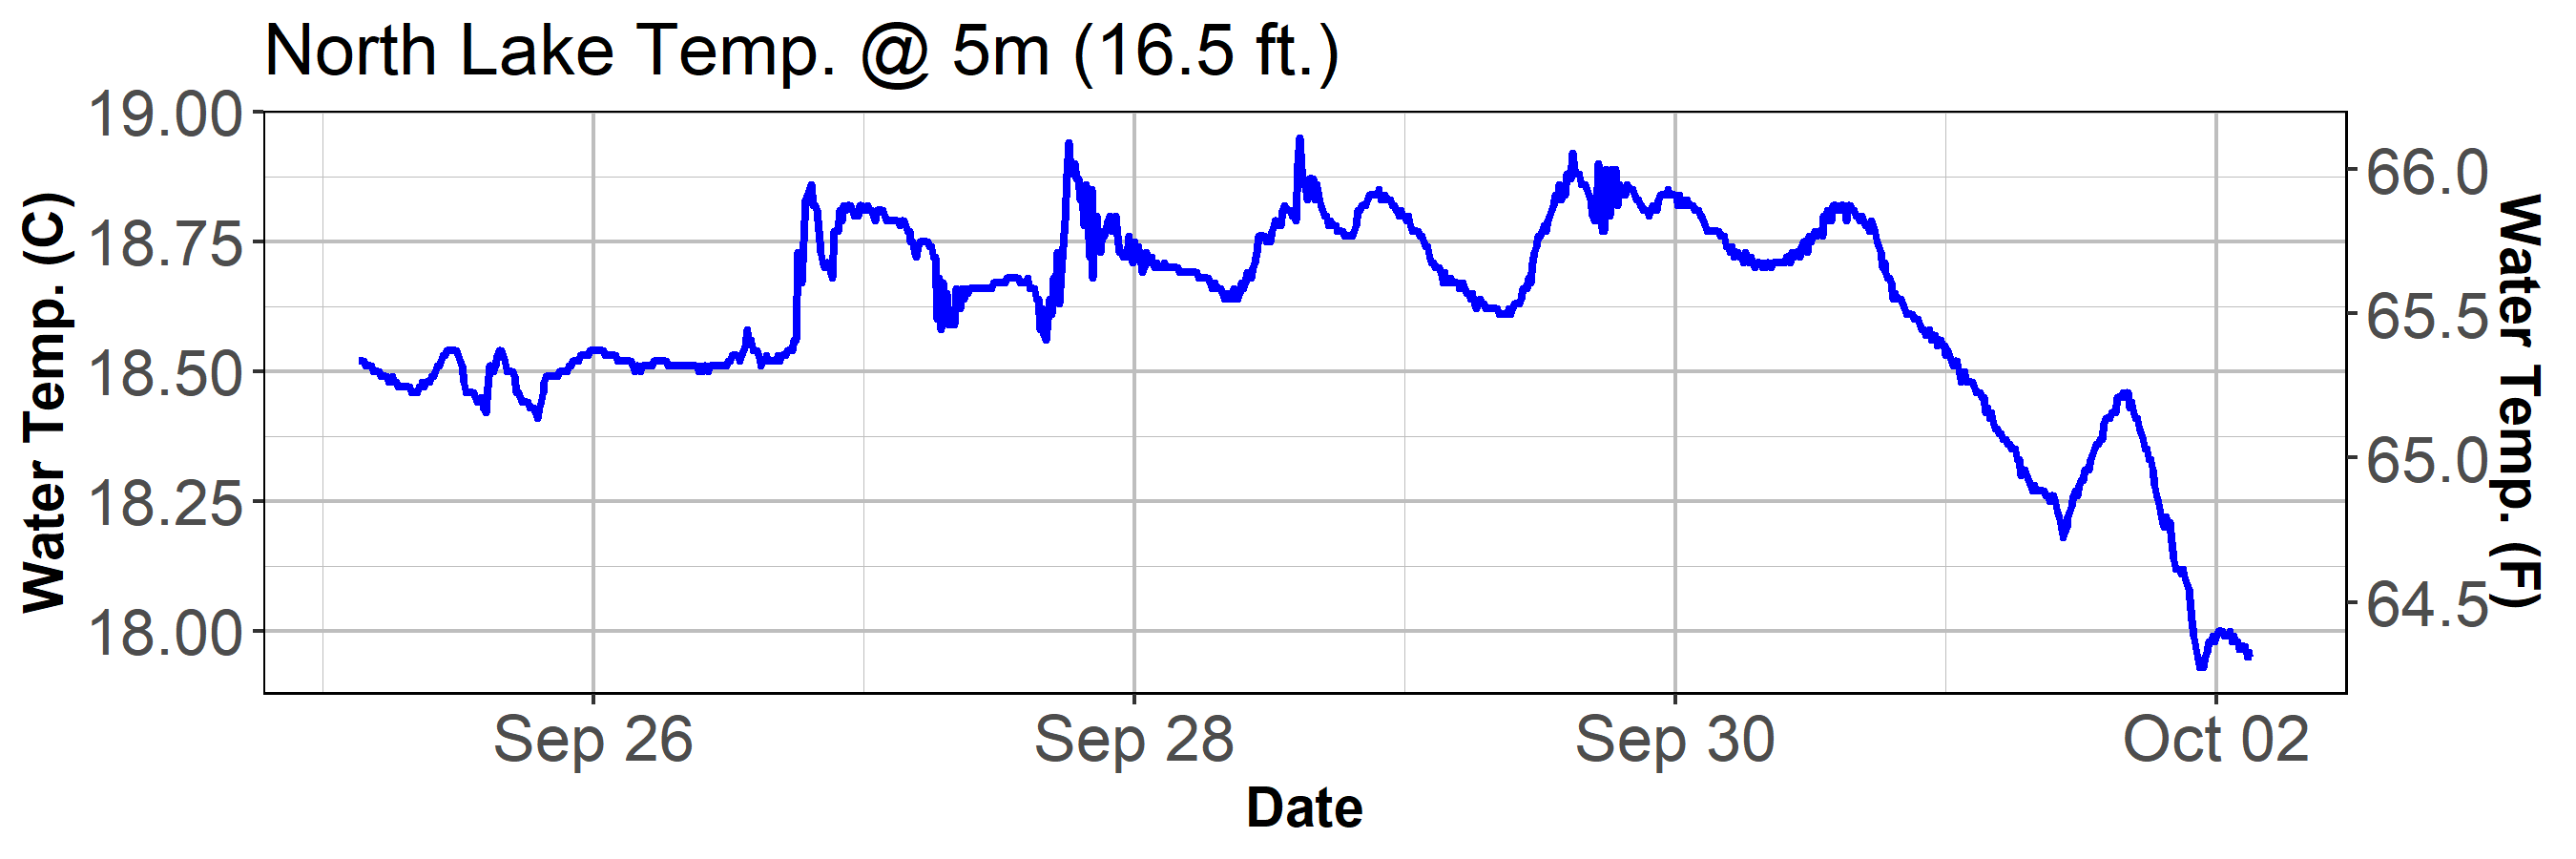 North Lake Temp. @ 5m (16.5 ft.)
Water Temp. (C)
19.00
18.75
18.50
18.25
18.00
66.0
65.5
65.0
64.5
Water Temp. (F)
Sep 26
Sep 28
Sep 30
Oct 02
Date